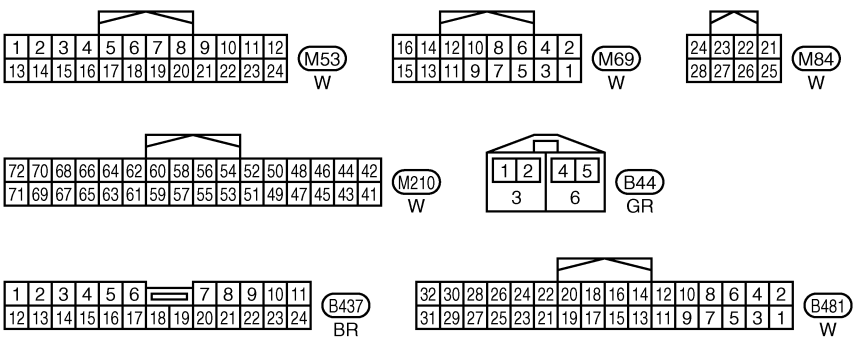 1 2 3 4 5 6 7 8 9 10 11 12
13 14 15 16 17 18 19 20 21 22 23 24
M53
W
16 14 12 10 8 6 4 2
15 13 11 9 7 5 3 1
M69
W
24 23 22 21
28 27 26 25
M84
W
72 70 68 66 64 62 60 58 56 54 52 50 48 46 44 42
71 69 67 65 63 61 59 57 55 53 51 49 47 45 43 41
M210
W
1 2 4 5
3 6
B44
GR
1 2 3 4 5 6 7 8 9 10 11
12 13 14 15 16 17 18 19 20 21 22 23 24
B437
BR
32 30 28 26 24 22 20 18 16 14 12 10 8 6 4 2
31 29 27 25 23 21 19 17 15 13 11 9 7 5 3 1
B481
W